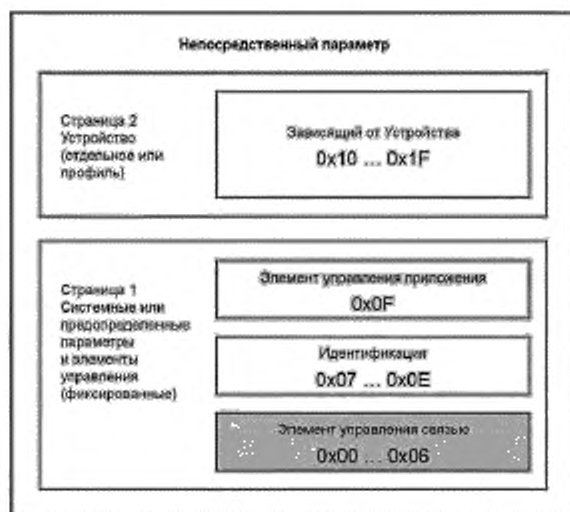 Непосредственный параметр
Страница 2
Устройство
(отдельное или
профиль)
Зависящий от Устройства
0x10 ... 0x1F
Страница 1
Системные или
предопределенные
параметры
и элементы
управления
(фиксированные)
Элемент управления приложения
0x0F
Идентификация
0x07 ... 0x0E
Элемент управления связью
0x00 ... 0x06